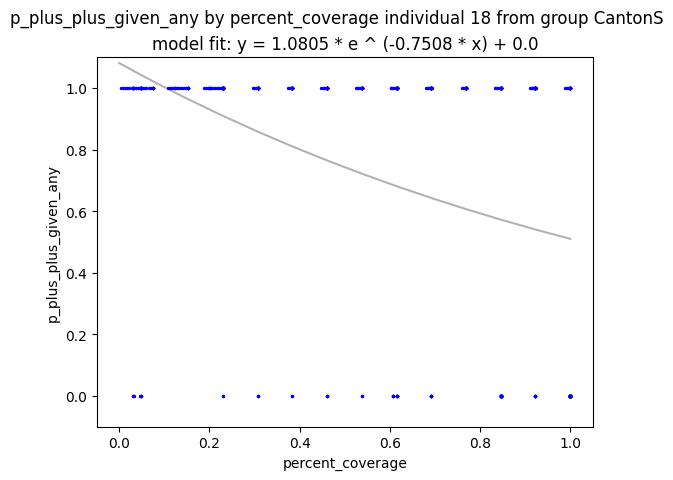 p_plus_plus_given_any by percent_coverage individual 18 from group CantonS
model fit: y = 1.0805 * e ^ (-0.7508 * x) + 0.0
p_plus_plus_given_any
1.0
0.8
0.6
0.4
0.2
0.0
0.0 0.2 0.4 0.6 0.8 1.0
percent_coverage